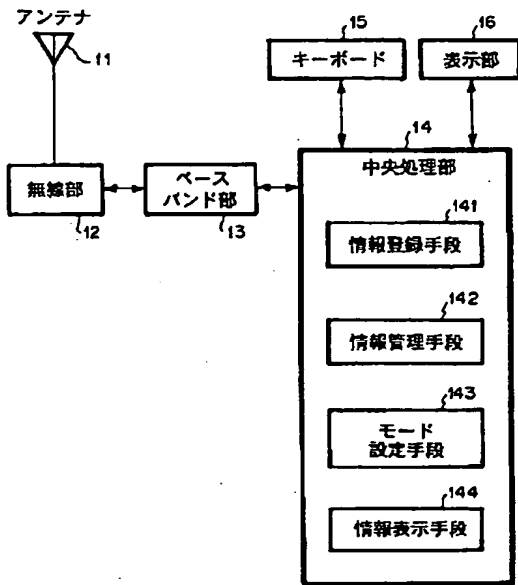 アンテナ
11
15
キーボード
16
表示部
14
中央処理部
無線部
12
ベース
バンド部
13
141
情報登録手段
142
情報管理手段
143
モード
設定手段
144
情報表示手段